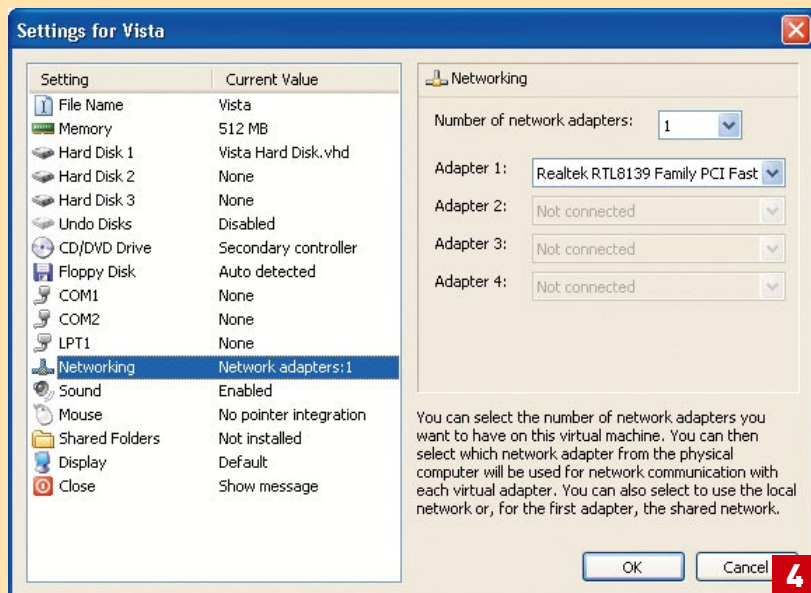 Settings for Vista
Setting Current Value
File Name Vista
Memory 512 MB
Hard Disk 1 Vista Hard Disk.vhd
Hard Disk 2 None
Hard Disk 3 None
Undo Disks Disabled
CD/DVD Drive Secondary controller
Floppy Disk Auto detected
COM1 None
COM2 None
LPT1 None
Networking Network adapters:1
Sound Enabled
Mouse No pointer integration
Shared Folders Not installed
Display Default
Close Show message
Networking
Number of network adapters: 1
Adapter 1: Realtek RTL8139 Family PCI Fast
Adapter 2: Not connected
Adapter 3: Not connected
Adapter 4: Not connected
You can select the number of network adapters you
want to have on this virtual machine. You can then
select which network adapter from the physical
computer will be used for network communication with
each virtual adapter. You can also select to use the local
network or, for the first adapter, the shared network.
OK Cancel
4